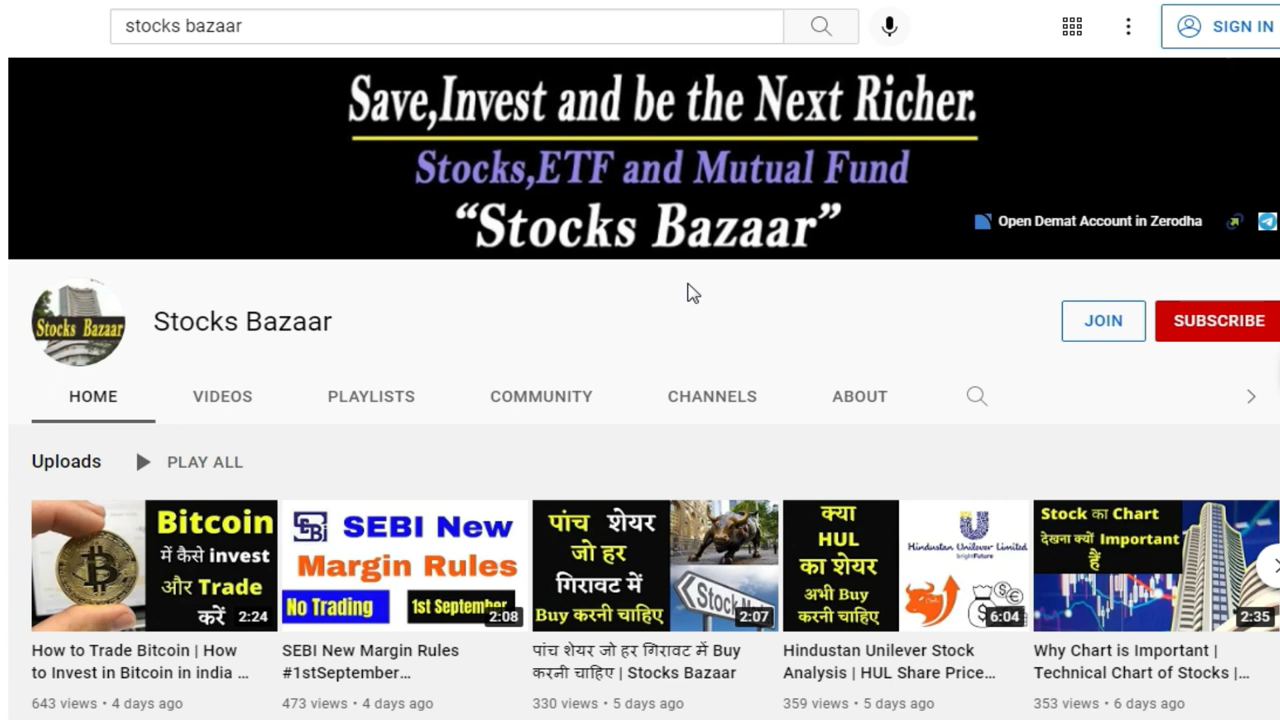 stocks bazaar
SIGN IN
Save,Invest and be the Next Richer.
Stocks,ETF and Mutual Fund
“Stocks Bazaar”
Open Demat Account in Zerodha
Stocks Bazaar
Stocks Bazaar
JOIN
SUBSCRIBE
HOME
VIDEOS
PLAYLISTS
COMMUNITY
CHANNELS
ABOUT
Uploads
PLAY ALL
Bitcoin
में कैसे invest
और Trade
करें
2:24
How to Trade Bitcoin | How
to Invest in Bitcoin in india ...
643 views • 4 days ago
SEBI
SEBI New
Margin Rules
No Trading
1st September
2:08
SEBI New Margin Rules
#1stSeptember...
473 views • 4 days ago
पांच शेयर
जो हर
गिरावट में
Buy करनी चाहिए
Stock
2:07
पांच शेयर जो हर गिरावट में Buy
करनी चाहिए | Stocks Bazaar
330 views • 5 days ago
क्या
HUL
का शेयर
अभी Buy
करनी चाहिए
Hindustan Unilever Limited
6:04
Hindustan Unilever Stock
Analysis | HUL Share Price...
359 views • 5 days ago
Stock का Chart
देखना क्यों Important
हैं
2:35
Why Chart is Important |
Technical Chart of Stocks |...
353 views • 6 days ago